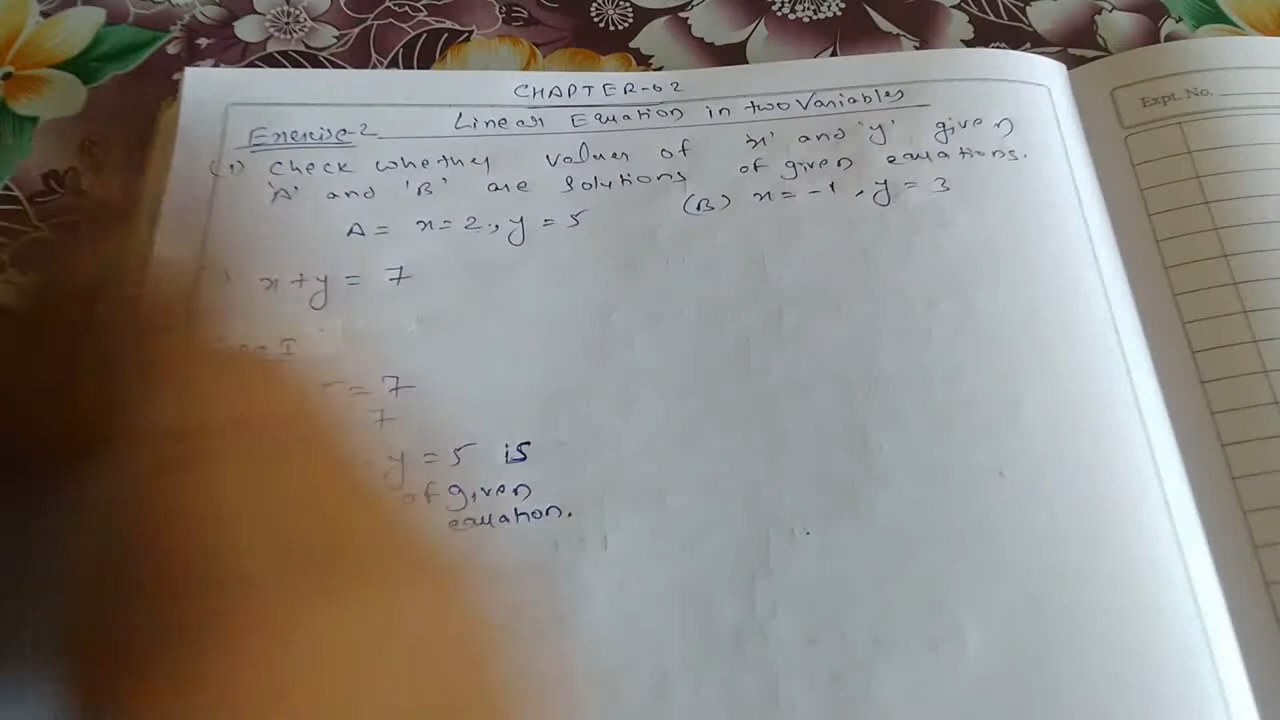 CHAPTER-02
Linear Equation in two Variables
Exercise-2
(1) Check whether values of 'x' and 'y' given
'A' and 'B' are solutions of given equations.
A = x = 2, y = 5 (B) x = -1, y = 3
x + y = 7
I
= 7
7
y = 5 is
of given
equation.
Expt. No.